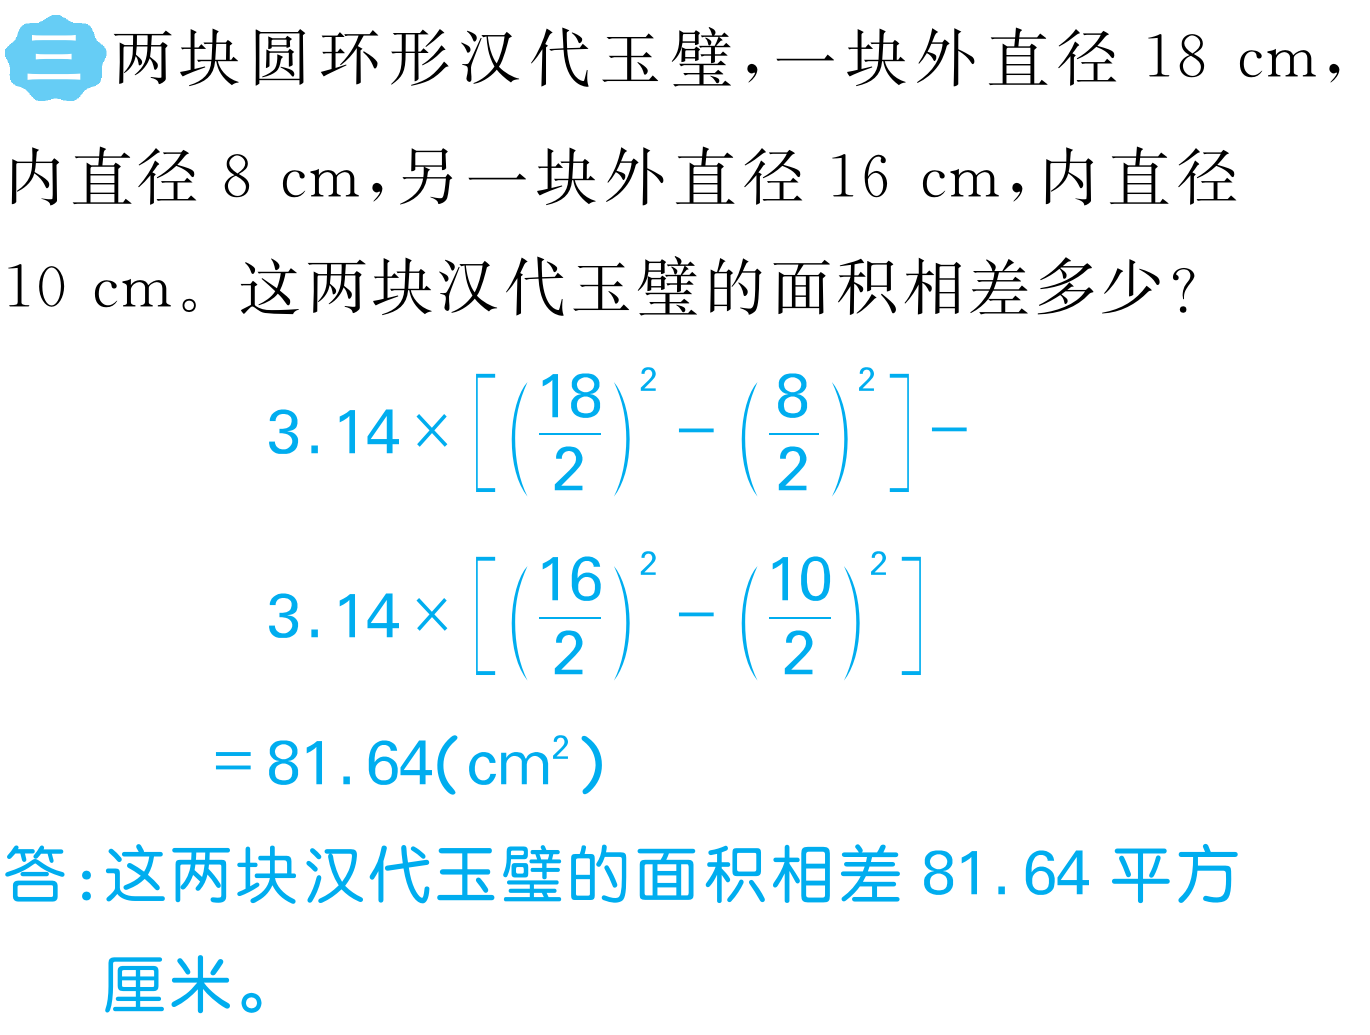 三 两块圆环形汉代玉璧,一块外直径 18 cm,
内直径 8 cm,另一块外直径 16 cm,内直径
10 cm。这两块汉代玉璧的面积相差多少?
3.14×[(18/2)²-(8/2)²]-
3.14×[(16/2)²-(10/2)²]
=81.64(cm²)
答:这两块汉代玉璧的面积相差 81.64 平方
厘米。